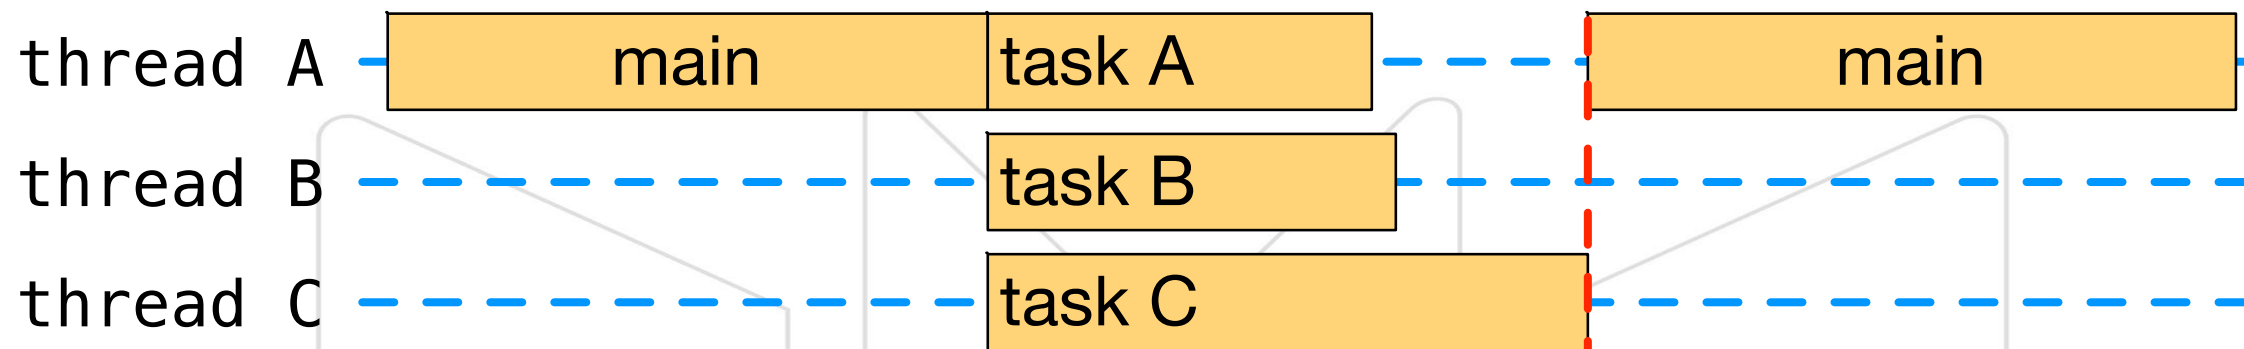 thread A main task A main
thread B task B
thread C task C